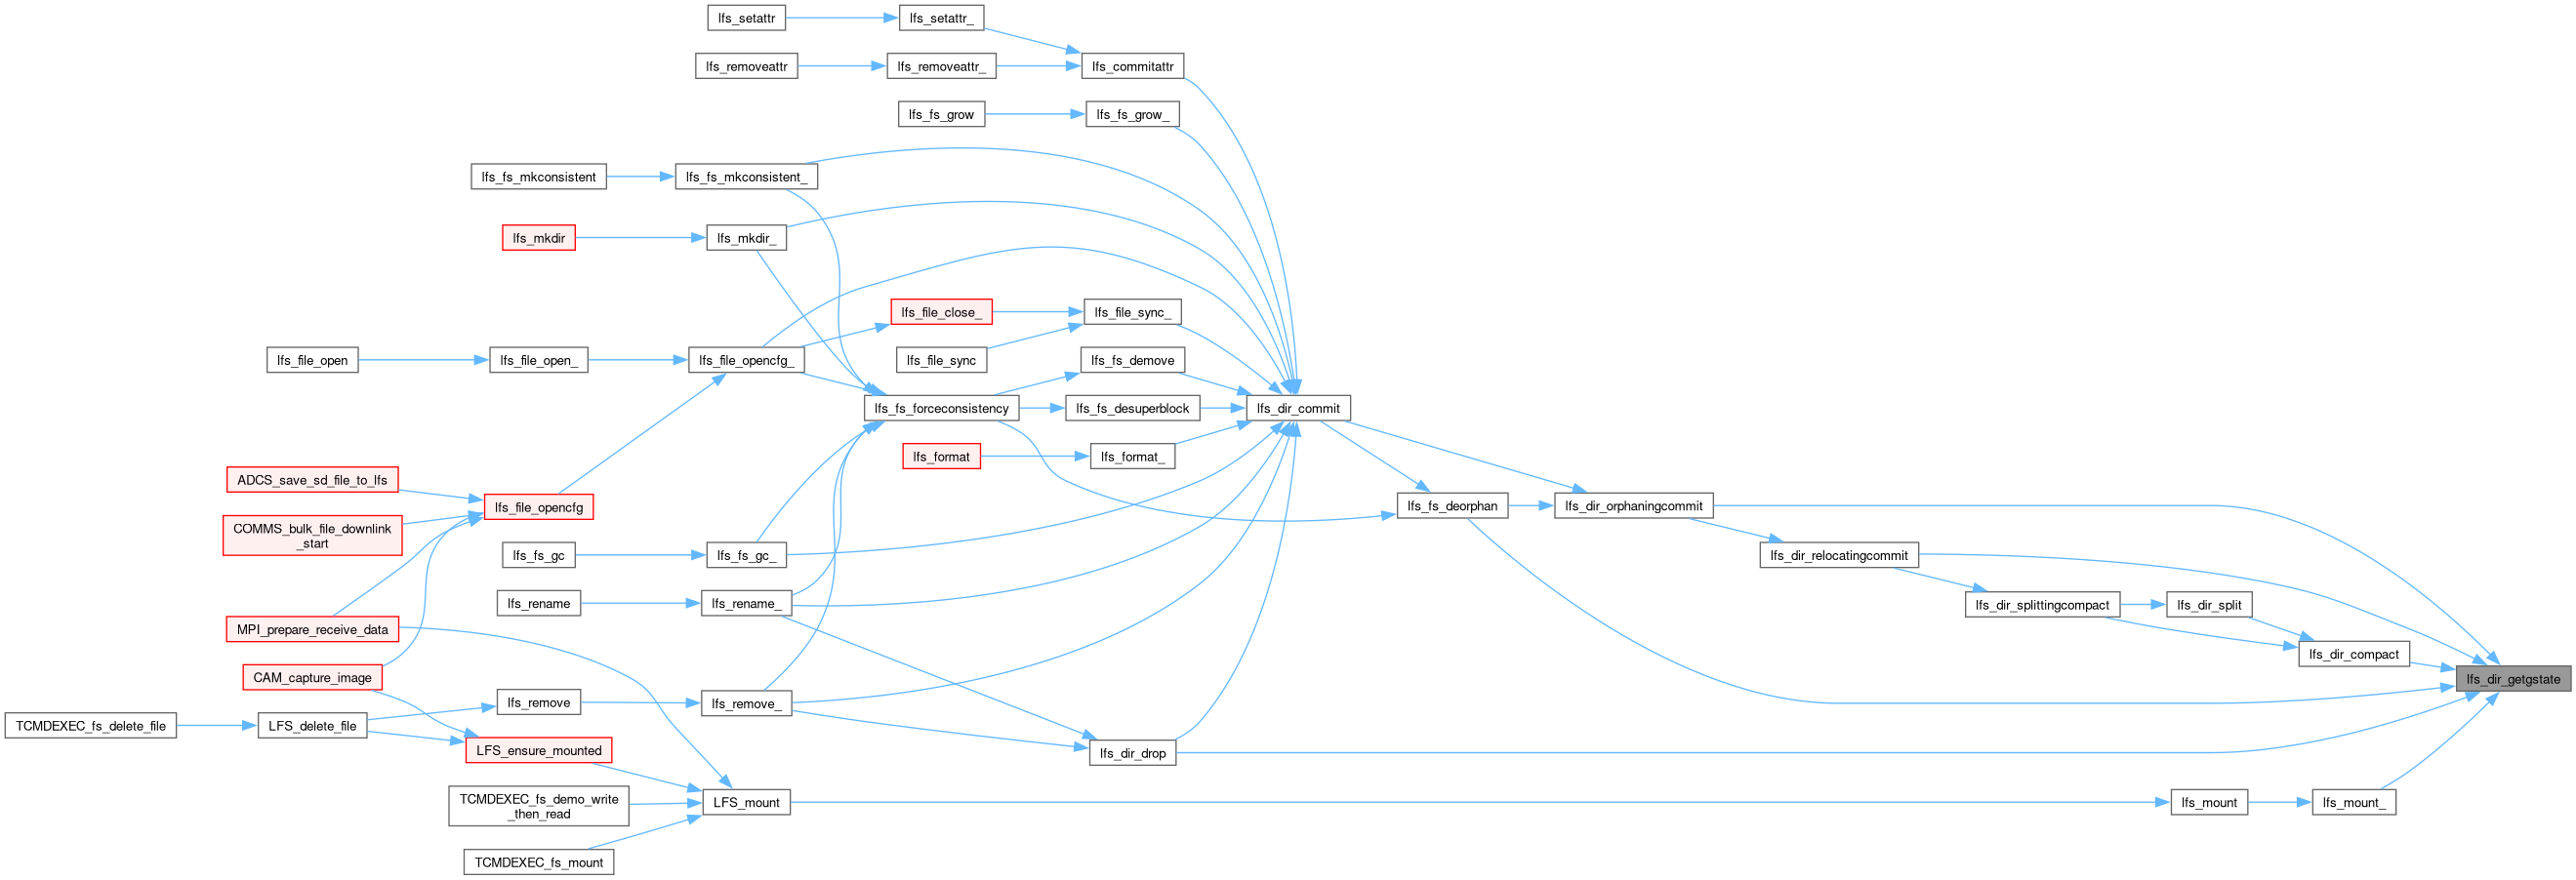 lfs_setattr
lfs_setattr_
lfs_removeattr
lfs_removeattr_
lfs_commitattr
lfs_fs_grow
lfs_fs_grow_
lfs_fs_mkconsistent
lfs_fs_mkconsistent_
lfs_mkdir
lfs_mkdir_
lfs_file_close_
lfs_file_sync_
lfs_file_open
lfs_file_open_
lfs_file_opencfg_
lfs_file_sync
lfs_fs_demove
lfs_fs_forceconsistency
lfs_fs_desuperblock
lfs_dir_commit
lfs_format
lfs_format_
ADCS_save_sd_file_to_lfs
lfs_file_opencfg
lfs_fs_deorphan
lfs_dir_orphaningcommit
COMMS_bulk_file_downlink
_start
lfs_fs_gc
lfs_fs_gc_
lfs_dir_relocatingcommit
lfs_rename
lfs_rename_
lfs_dir_splittingcompact
lfs_dir_split
MPI_prepare_receive_data
lfs_dir_compact
CAM_capture_image
lfs_dir_getgstate
lfs_remove
lfs_remove_
TCMDEXEC_fs_delete_file
LFS_delete_file
LFS_ensure_mounted
lfs_dir_drop
TCMDEXEC_fs_demo_write
_then_read
LFS_mount
lfs_mount
lfs_mount_
TCMDEXEC_fs_mount